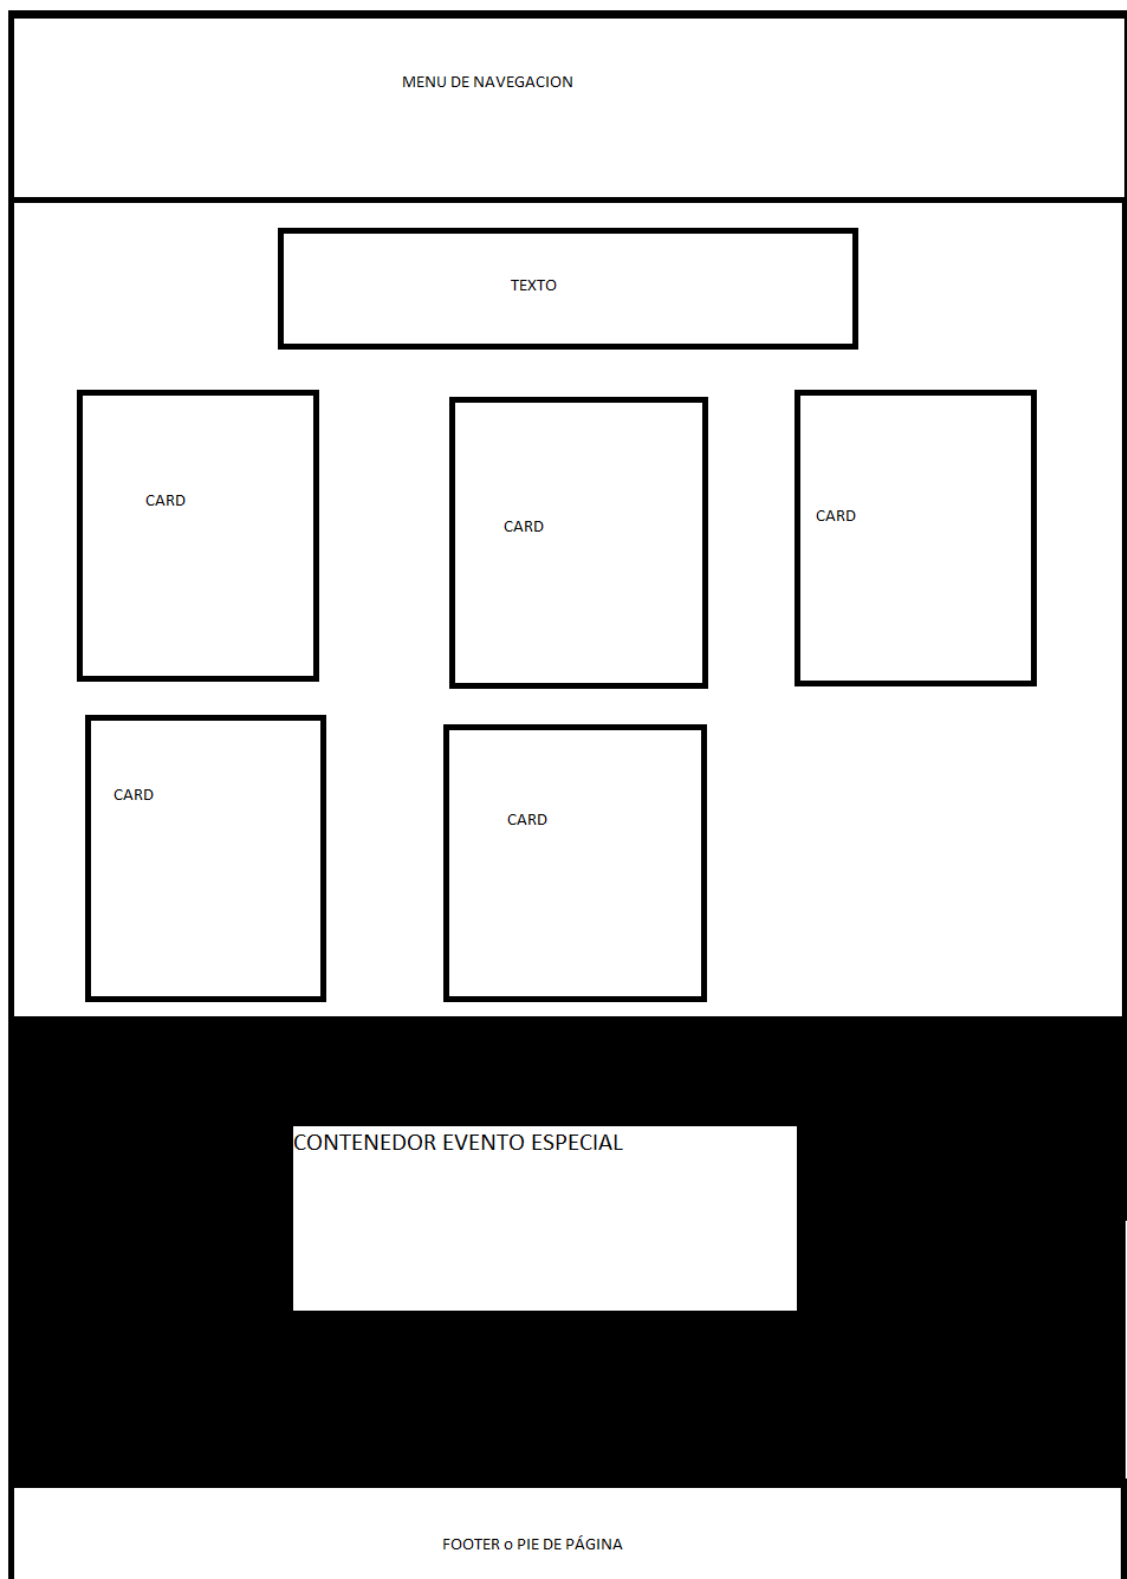 MENU DE NAVEGACION
TEXTO
CARD
CARD
CARD
CARD
CARD
CONTENEDOR EVENTO ESPECIAL
FOOTER o PIE DE PÁGINA